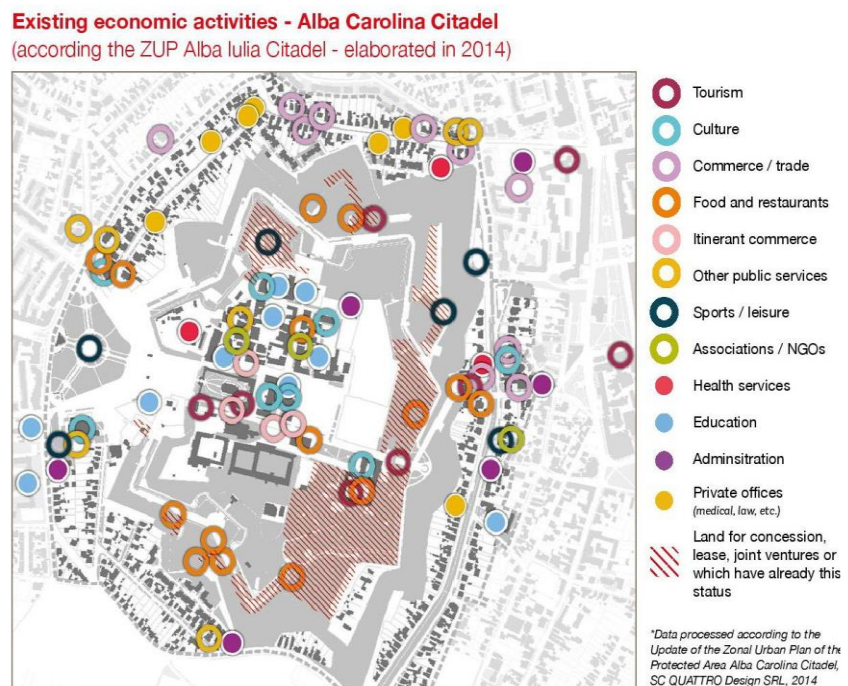 Existing economic activities - Alba Carolina Citadel
(according the ZUP Alba Iulia Citadel - elaborated in 2014)
Tourism
Culture
Commerce / trade
Food and restaurants
Itinerant commerce
Other public services
Sports / leisure
Associations / NGOs
Health services
Education
Adminsitration
Private offices
(medical, law, etc.)
Land for concession,
lease, joint ventures or
which have already this
status
*Data processed according to the
Update of the Zonal Urban Plan of the
Protected Area Alba Carolina Citadel,
SC QUATTRO Design SRL, 2014